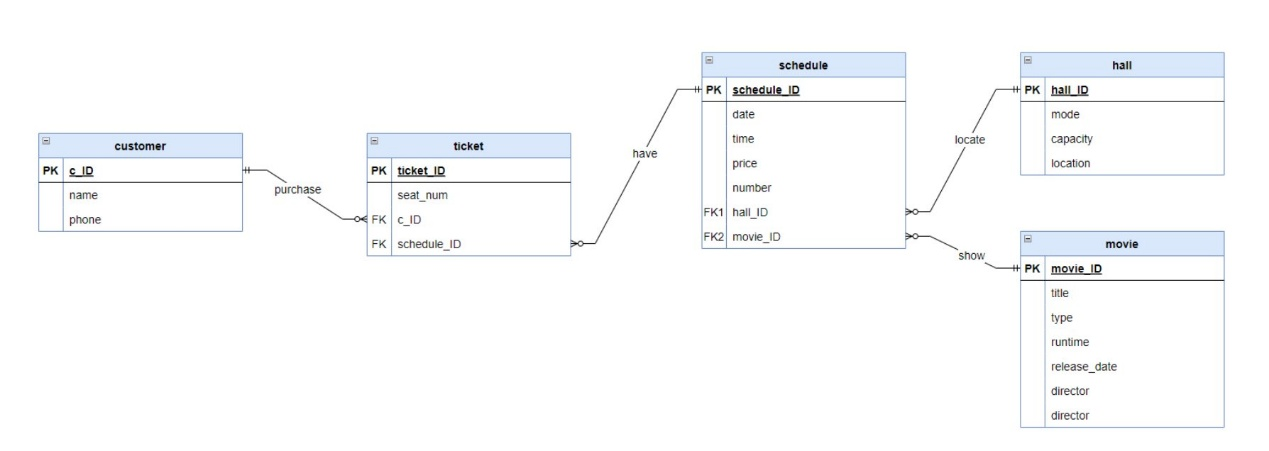 customer
PK c_ID
name
phone
purchase
ticket
PK ticket_ID
seat_num
FK c_ID
FK schedule_ID
have
schedule
PK schedule_ID
date
time
price
number
FK1 hall_ID
FK2 movie_ID
locate
show
hall
PK hall_ID
mode
capacity
location
movie
PK movie_ID
title
type
runtime
release_date
director
director